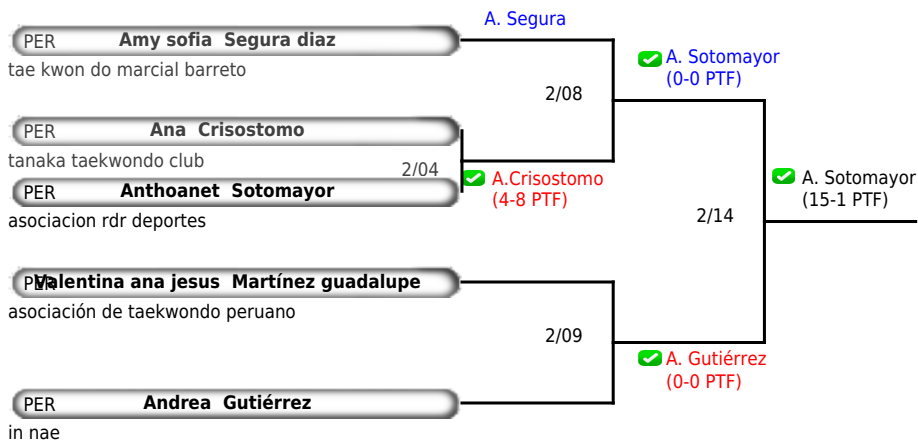 A. Segura
PER Amy sofia Segura diaz
tae kwon do marcial barreto
A. Sotomayor
(0-0 PTF)
2/08
PER Ana Crisostomo
tanaka taekwondo club
2/04
A.Crisostomo
(4-8 PTF)
PER Anthoanet Sotomayor
asociacion rdr deportes
A. Sotomayor
(15-1 PTF)
2/14
PER Valentina ana jesus Martínez guadalupe
asociación de taekwondo peruano
2/09
A. Gutiérrez
(0-0 PTF)
PER Andrea Gutiérrez
in nae